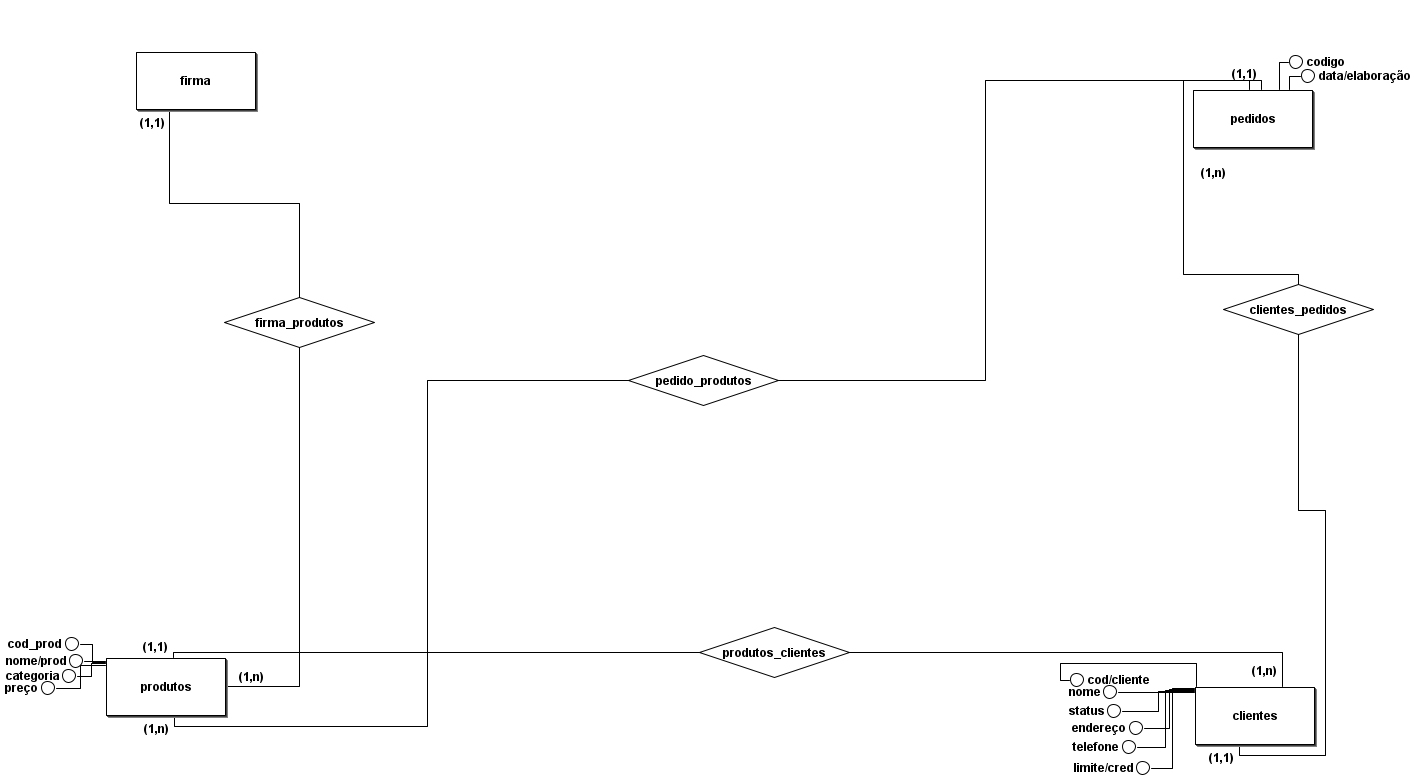 codigo
(1,1)
data/elaboração
firma
pedidos
(1,1)
(1,n)
clientes_pedidos
firma_produtos
pedido_produtos
cod_prod
(1,1)
produtos_clientes
nome/prod
(1,n)
categoria
(1,n)
cod/cliente
preço
produtos
nome
status
clientes
(1,n)
endereço
telefone
(1,1)
limite/cred